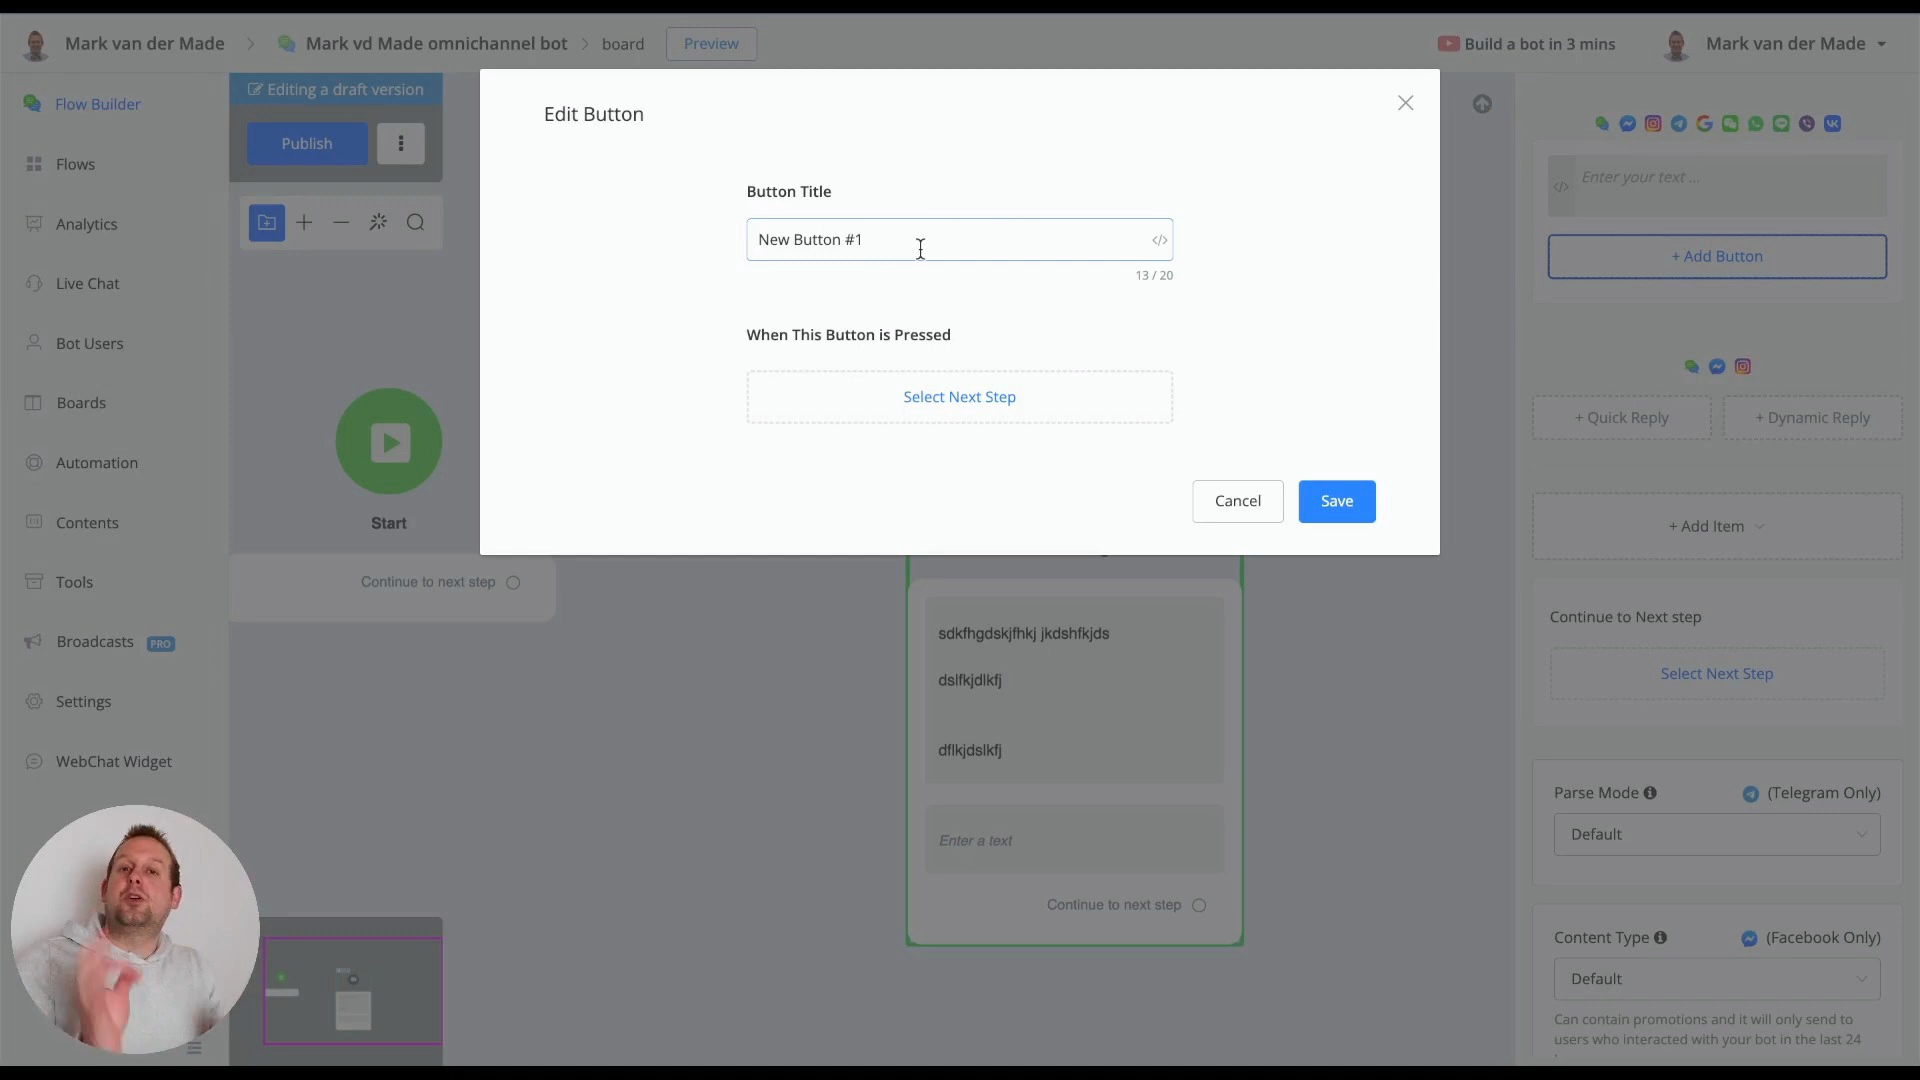 Mark van der Made
Mark vd Made omnichannel bot
board
Preview
Build a bot in 3 mins
Mark van der Made
Flow Builder
Flows
Analytics
Live Chat
Bot Users
Boards
Automation
Contents
Tools
Broadcasts PRO
Settings
WebChat Widget
Editing a draft version
Publish
Start
Continue to next step
Edit Button
Button Title
New Button #1
</>
13 / 20
When This Button is Pressed
Select Next Step
Cancel
Save
sdkfhgdskjfhkj jkdshfkjds
dslfkjdlkfj
dflkjdslkfj
Enter a text
Continue to next step
</>
Enter your text ...
+ Add Button
+ Quick Reply
+ Dynamic Reply
+ Add Item
Continue to Next step
Select Next Step
Parse Mode
(Telegram Only)
Default
Content Type
(Facebook Only)
Default
Can contain promotions and it will only send to
users who interacted with your bot in the last 24